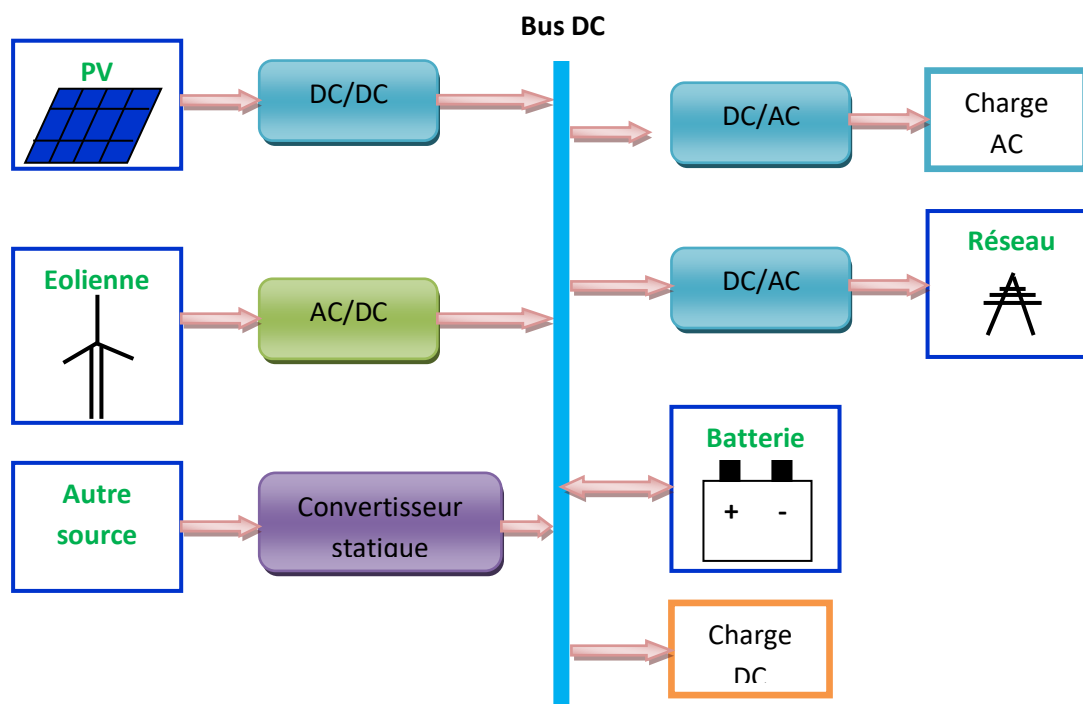 Bus DC
PV
DC/DC
DC/AC
Charge
AC
Eolienne
AC/DC
DC/AC
Réseau
Autre
source
Convertisseur
statique
Batterie
+ -
Charge
DC